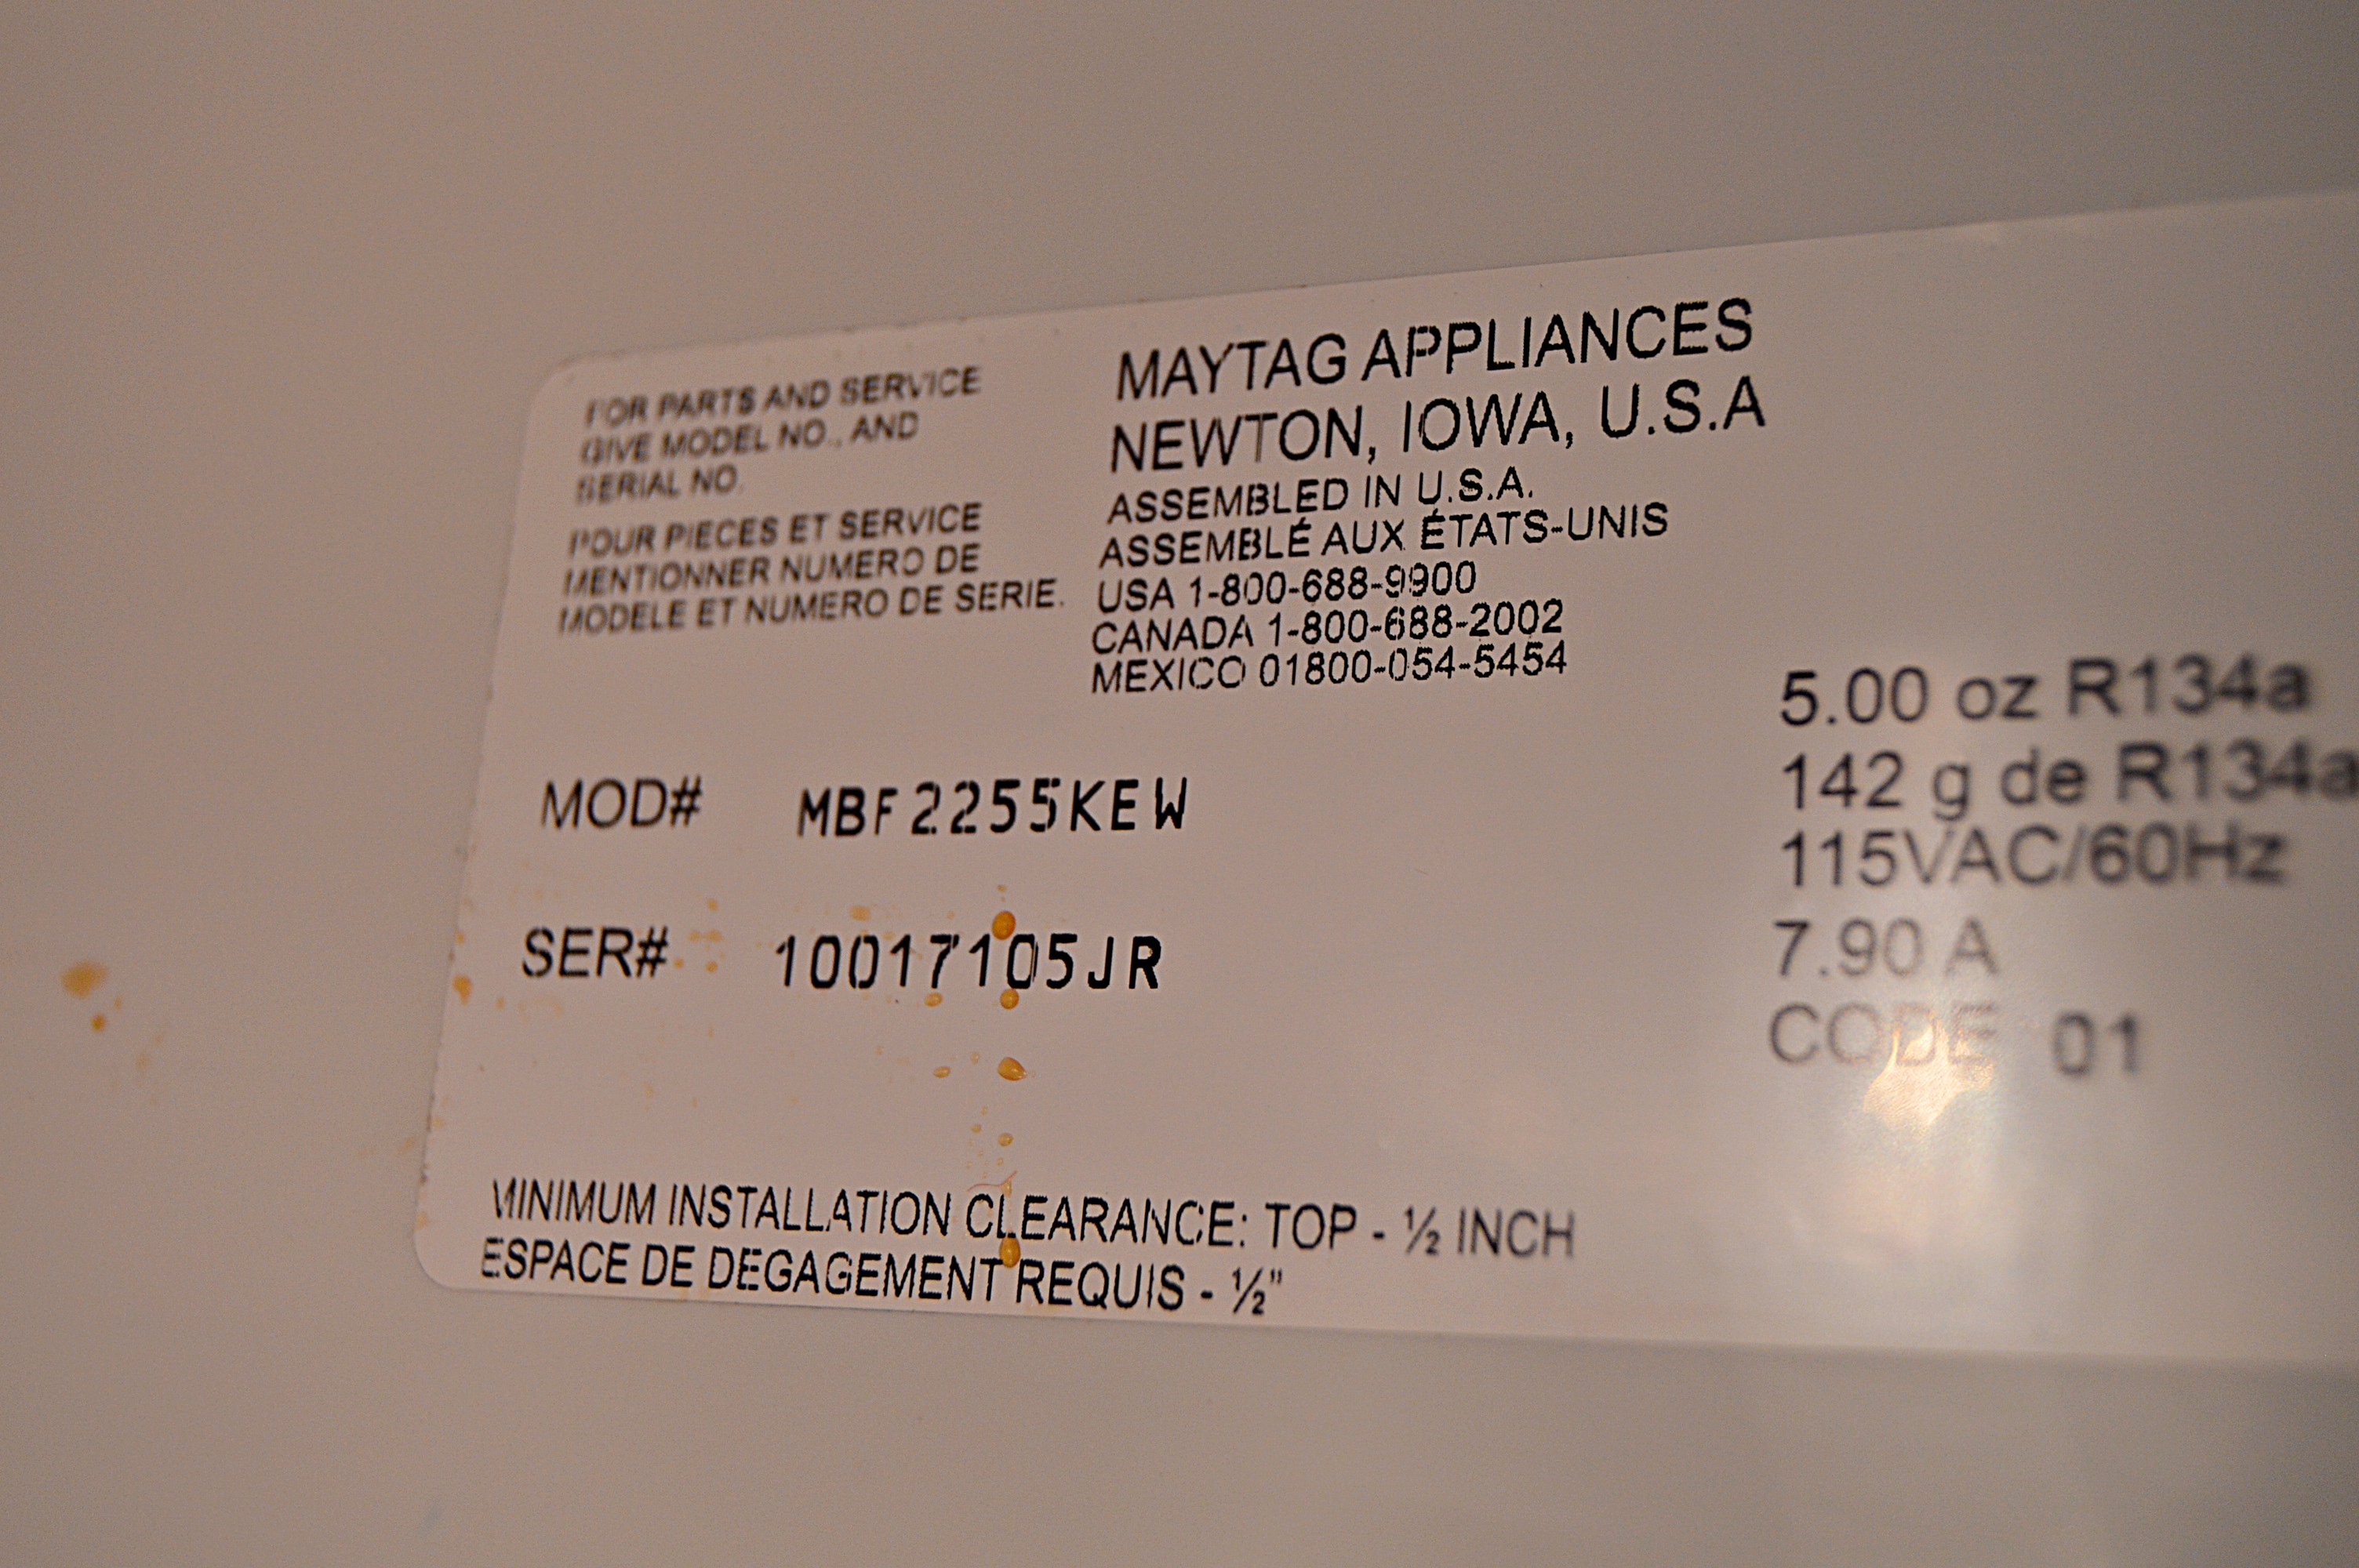 FOR PARTS AND SERVICE
GIVE MODEL NO., AND
SERIAL NO.
POUR PIECES ET SERVICE
MENTIONNER NUMERO DE
MODELE ET NUMERO DE SERIE.
MAYTAG APPLIANCES
NEWTON, IOWA, U.S.A
ASSEMBLED IN U.S.A.
ASSEMBLÉ AUX ÉTATS-UNIS
USA 1-800-688-9900
CANADA 1-800-688-2002
MEXICO 01800-054-5454
5.00 oz R134a
142 g de R134a
115VAC/60Hz
7.90 A
CODE 01
MOD# MBF2255KEW
SER# 10017105JR
MINIMUM INSTALLATION CLEARANCE: TOP - ½ INCH
ESPACE DE DEGAGEMENT REQUIS - ½"